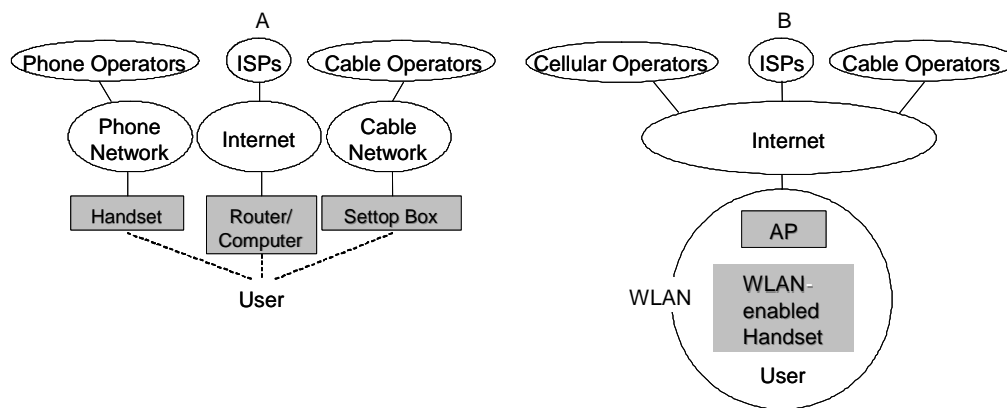 A
Phone Operators
ISPs
Cable Operators
Phone
Network
Internet
Cable
Network
Handset
Router/
Computer
Settop Box
User
B
Cellular Operators
ISPs
Cable Operators
Internet
AP
WLAN
WLAN-
enabled
Handset
User